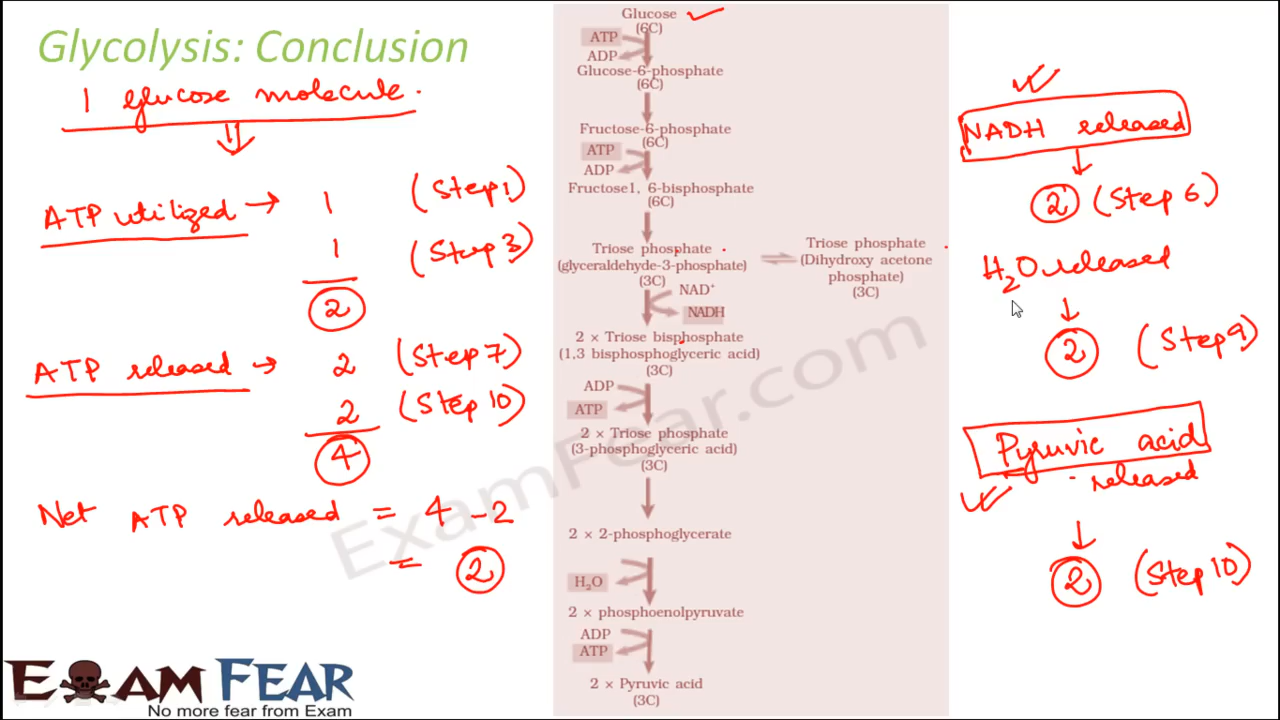 Glycolysis: Conclusion
1 glucose molecule.
ATP utilized → 1 (Step 1)
1 (Step 3)
2
ATP released → 2 (Step 7)
2 (Step 10)
4
Net ATP released = 4 - 2
= 2
Glucose
(6C)
ATP
ADP
Glucose-6-phosphate
(6C)
Fructose-6-phosphate
(6C)
ATP
ADP
Fructose1, 6-bisphosphate
(6C)
Triose phosphate
(glyceraldehyde-3-phosphate)
(3C)
Triose phosphate
(Dihydroxy acetone
phosphate)
(3C)
NAD⁺
NADH
2 × Triose bisphosphate
(1,3 bisphosphoglyceric acid)
(3C)
ADP
ATP
2 × Triose phosphate
(3-phosphoglyceric acid)
(3C)
2 × 2-phosphoglycerate
H₂O
2 × phosphoenolpyruvate
ADP
ATP
2 × Pyruvic acid
(3C)
NADH released
2 (Step 6)
H₂O released
2 (Step 9)
Pyruvic acid
released
2 (Step 10)
ExamFear.com
EXAM FEAR
No more fear from Exam